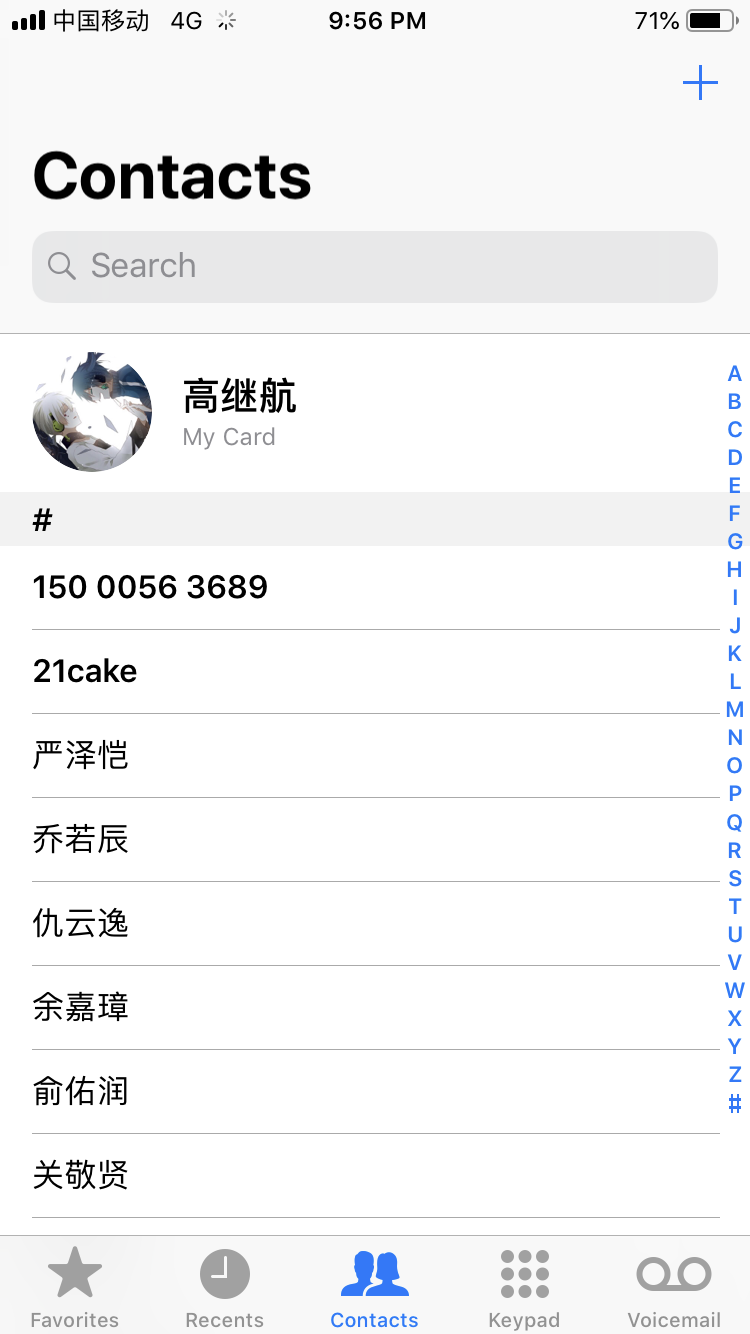 中国移动 4G 9:56 PM 71%
Contacts
Search
高继航
My Card
#
150 0056 3689
21cake
严泽恺
乔若辰
仇云逸
余嘉璋
俞佑润
关敬贤
A
B
C
D
E
F
G
H
I
J
K
L
M
N
O
P
Q
R
S
T
U
V
W
X
Y
Z
#
Favorites Recents Contacts Keypad Voicemail